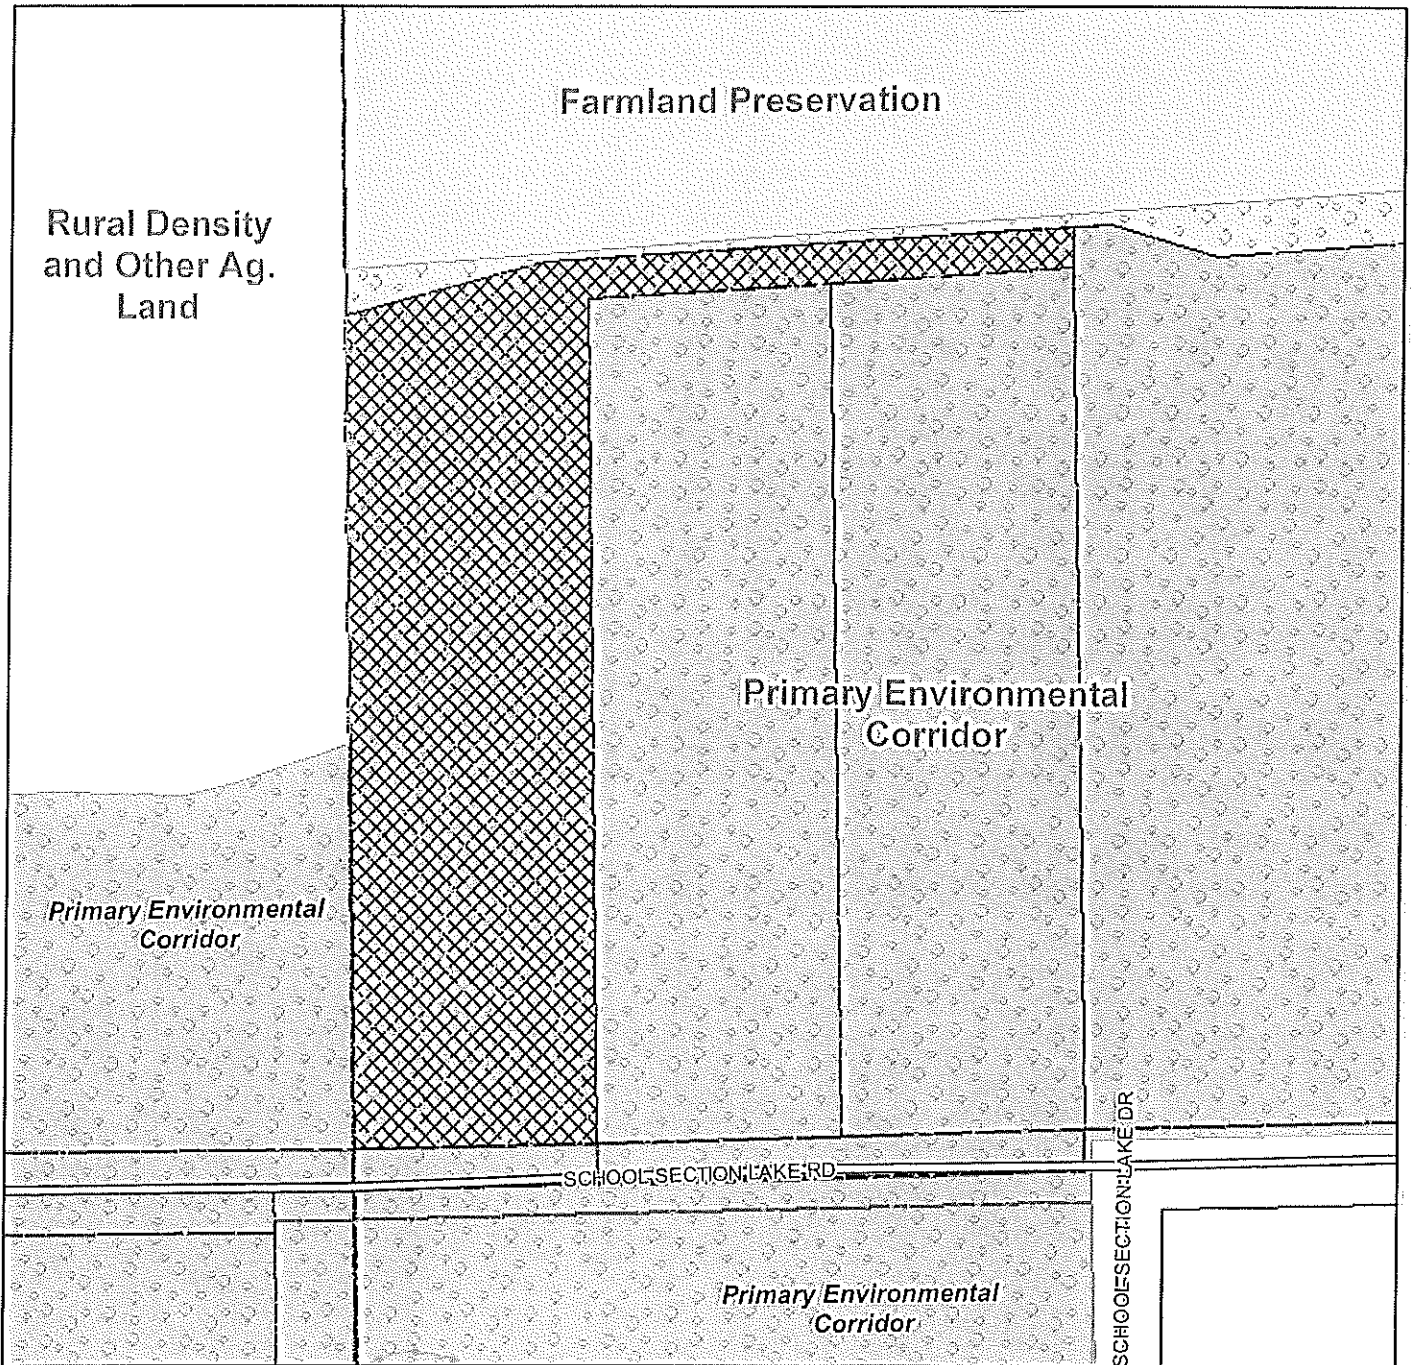 Farmland Preservation
Rural Density
and Other Ag.
Land
Primary Environmental
Corridor
Primary Environmental
Corridor
SCHOOL SECTION LAKE RD
SCHOOL SECTION LAKE DR
Primary Environmental
Corridor